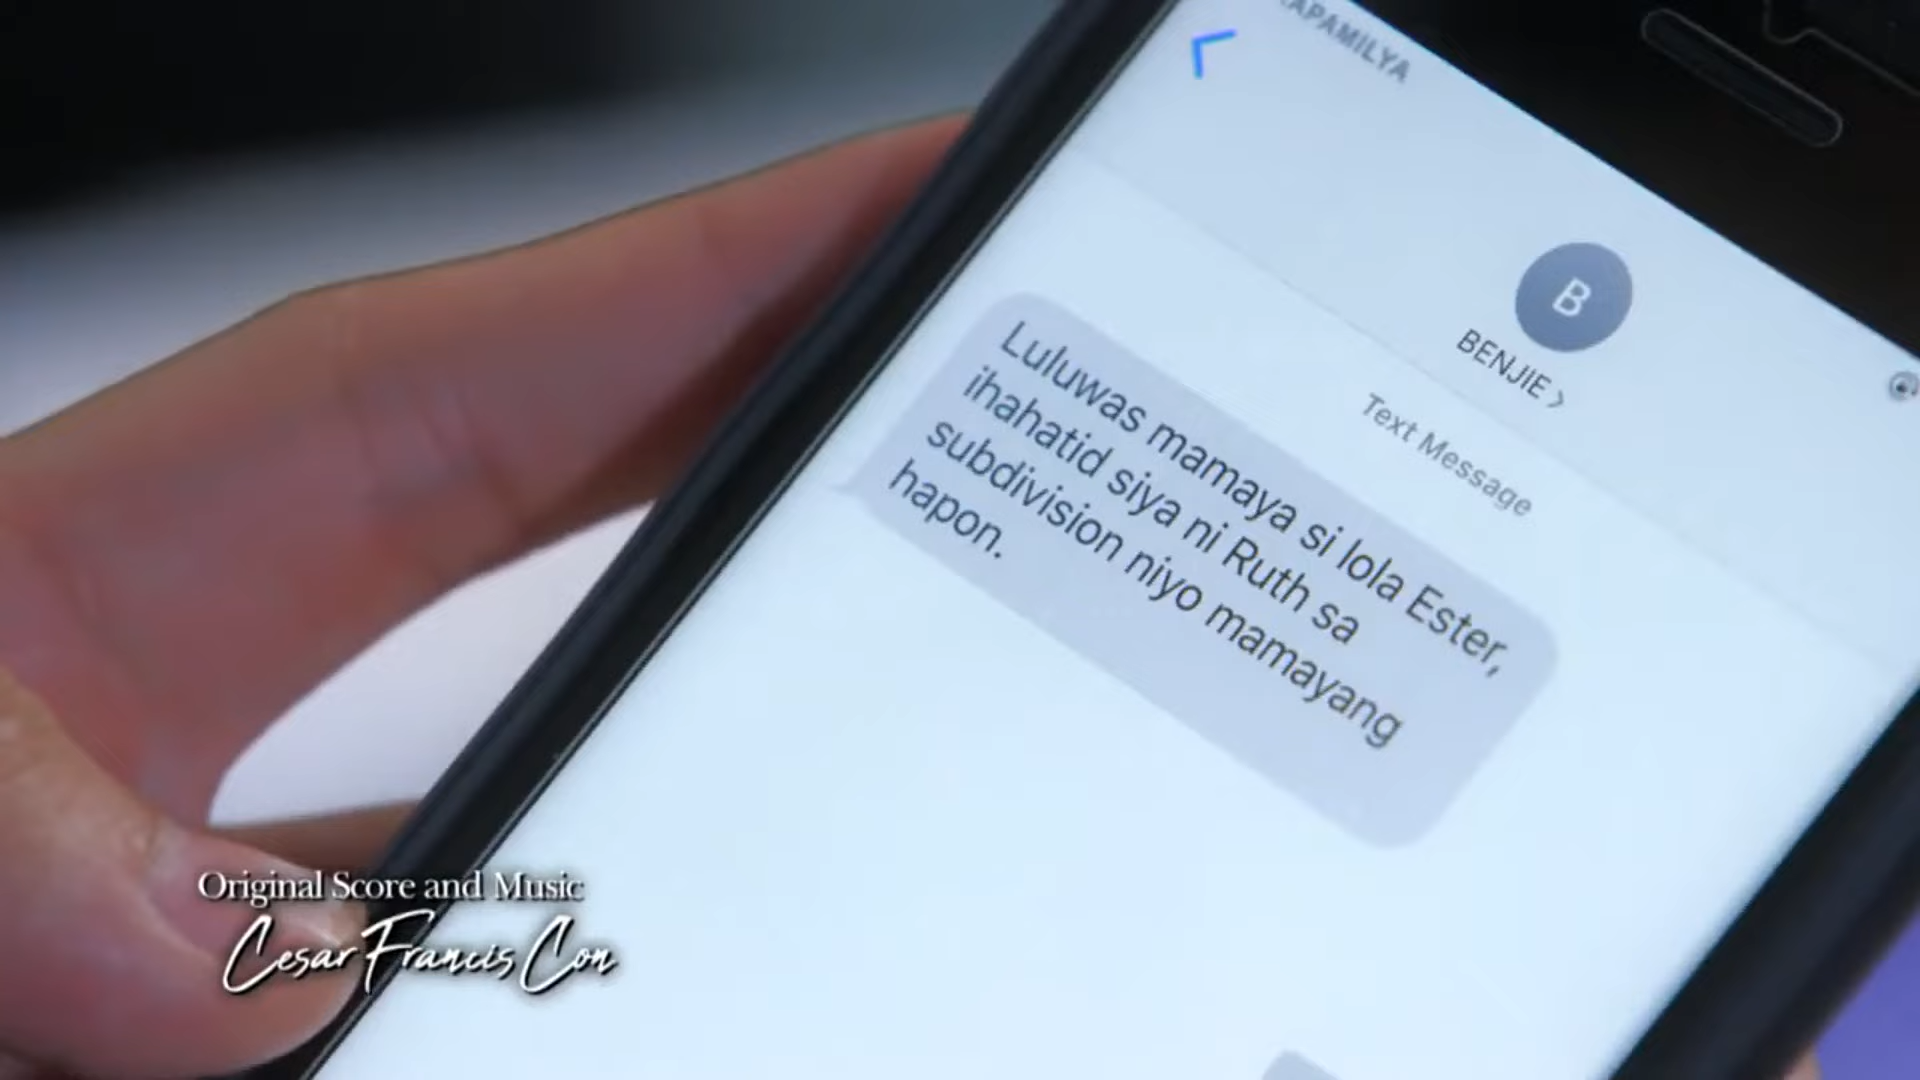 KAPAMILYA
B
BENJIE >
Text Message
Luluwas mamaya si lola Ester,
ihahatid siya ni Ruth sa
subdivision niyo mamayang
hapon.
Original Score and Music
Cesar Francis Con